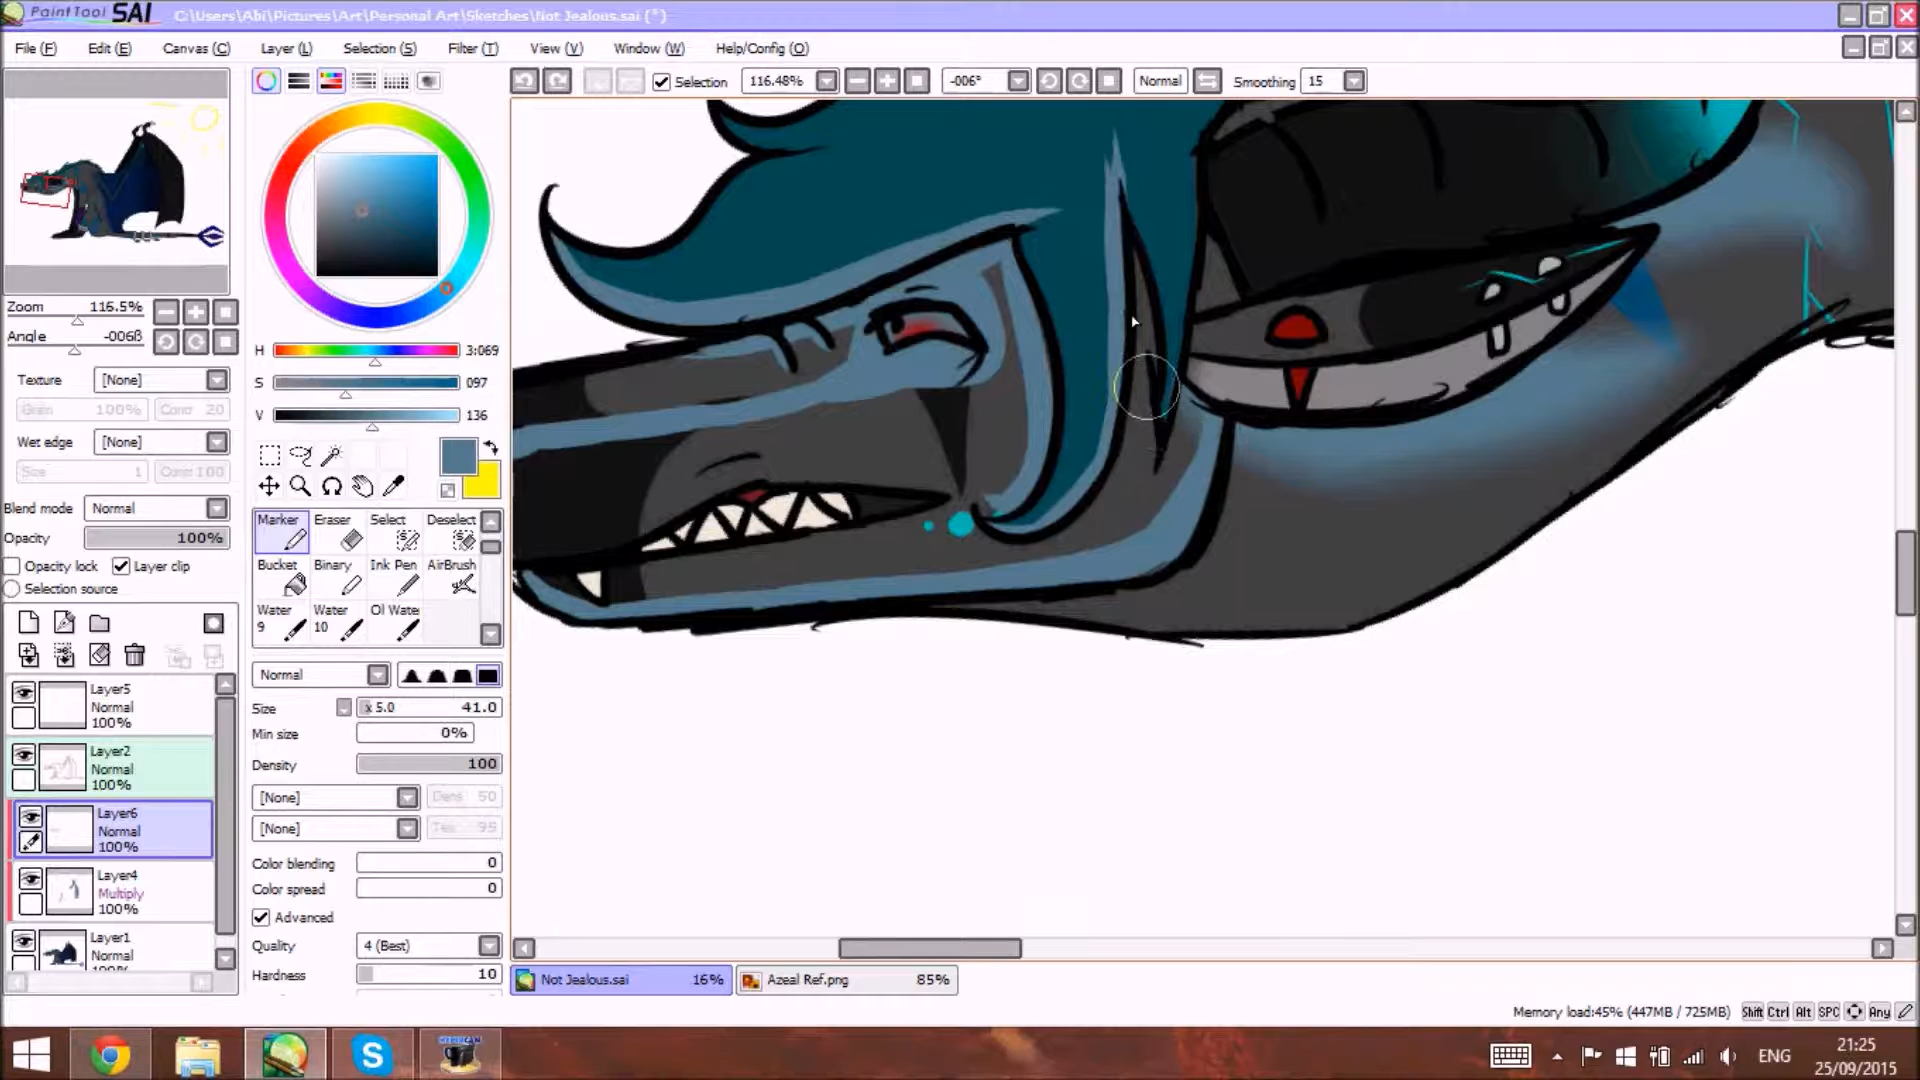 PaintTool SAI C:\Users\Abi\Pictures\Art\Personal Art\Sketches\Not Jealous.sai (*)
File (F) Edit (E) Canvas (C) Layer (L) Selection (S) Filter (T) View (V) Window (W) Help/Config (O)
Selection 116.48% -006° Normal Smoothing 15
Zoom 116.5%
Angle -006ß
Texture [None]
Grain 100% Contr 20
Wet edge [None]
Size 1 Contr 100
Blend mode Normal
Opacity 100%
Opacity lock Layer clip
Selection source
Layer5
Normal
100%
Layer2
Normal
100%
Layer6
Normal
100%
Layer4
Multiply
100%
Layer1
Normal
100%
H 3:069
S 097
V 136
Marker Eraser Select Deselect
Bucket Binary Ink Pen AirBrush
Water 9 Water 10 Oil Wate
Normal
Size x 5.0 41.0
Min size 0%
Density 100
[None] Dens 50
[None] Tex 95
Color blending 0
Color spread 0
Advanced
Quality 4 (Best)
Hardness 10
Not Jealous.sai 16% Azeal Ref.png 85%
Memory load:45% (447MB / 725MB) Shift Ctrl Alt SPC Any
ENG
21:25
25/09/2015